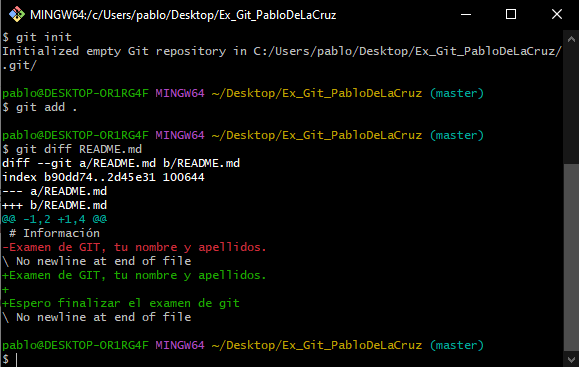 MINGW64:/c/Users/pablo/Desktop/Ex_Git_PabloDeLaCruz
$ git init
Initialized empty Git repository in C:/Users/pablo/Desktop/Ex_Git_PabloDeLaCruz/
.git/
pablo@DESKTOP-OR1RG4F MINGW64 ~/Desktop/Ex_Git_PabloDeLaCruz (master)
$ git add .
pablo@DESKTOP-OR1RG4F MINGW64 ~/Desktop/Ex_Git_PabloDeLaCruz (master)
$ git diff README.md
diff --git a/README.md b/README.md
index b90dd74..2d45e31 100644
--- a/README.md
+++ b/README.md
@@ -1,2 +1,4 @@
 # Información
-Examen de GIT, tu nombre y apellidos.
\ No newline at end of file
+Examen de GIT, tu nombre y apellidos.
+
+Espero finalizar el examen de git
\ No newline at end of file
pablo@DESKTOP-OR1RG4F MINGW64 ~/Desktop/Ex_Git_PabloDeLaCruz (master)
$